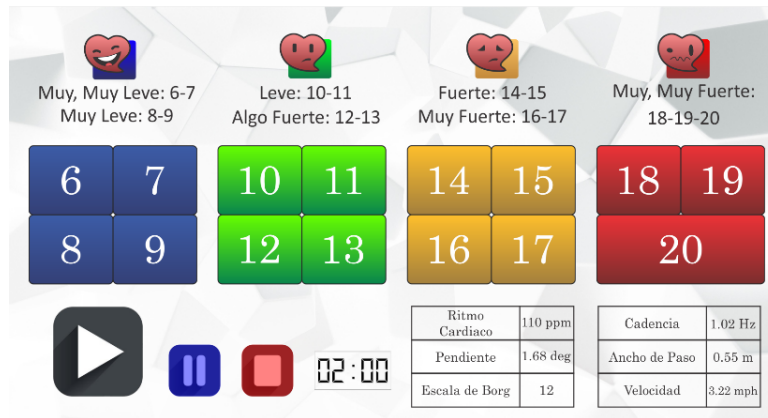 Muy, Muy Leve: 6-7
Muy Leve: 8-9
Leve: 10-11
Algo Fuerte: 12-13
Fuerte: 14-15
Muy Fuerte: 16-17
Muy, Muy Fuerte:
18-19-20
6 7
8 9
10 11
12 13
14 15
16 17
18 19
20
02:00
Ritmo
Cardiaco
110 ppm
Pendiente
1.68 deg
Escala de Borg
12
Cadencia
1.02 Hz
Ancho de Paso
0.55 m
Velocidad
3.22 mph